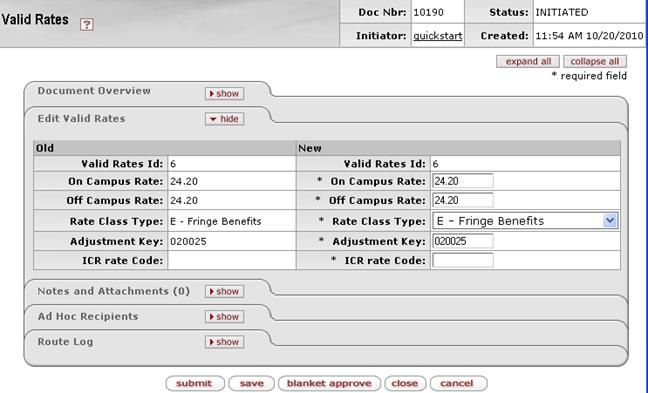 Valid Rates ?
Doc Nbr: 10190 Status: INITIATED
Initiator: quickstart Created: 11:54 AM 10/20/2010
expand all collapse all
* required field
Document Overview show
Edit Valid Rates hide
Old New
Valid Rates Id: 6 Valid Rates Id: 6
On Campus Rate: 24.20 * On Campus Rate: 24.20
Off Campus Rate: 24.20 * Off Campus Rate: 24.20
Rate Class Type: E - Fringe Benefits * Rate Class Type: E - Fringe Benefits
Adjustment Key: 020025 * Adjustment Key: 020025
ICR rate Code: * ICR rate Code:
Notes and Attachments (0) show
Ad Hoc Recipients show
Route Log show
submit save blanket approve close cancel